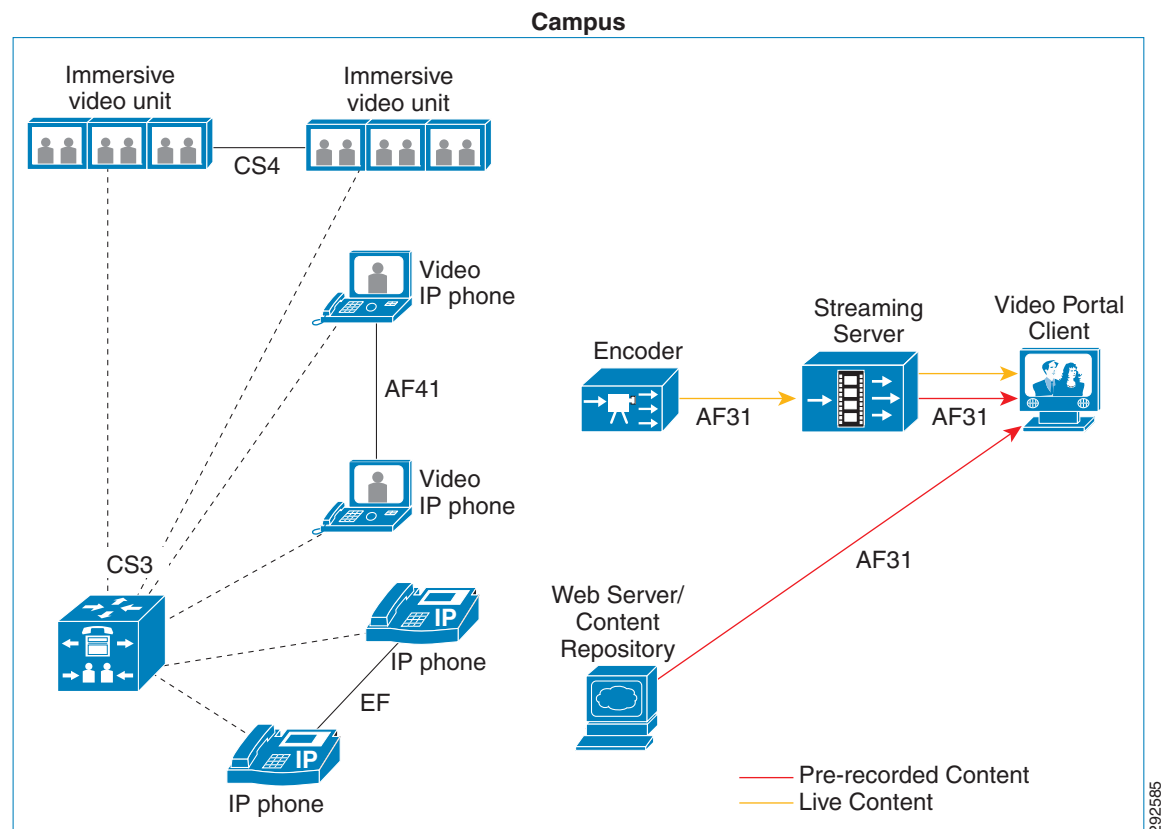 Campus
Immersive
video unit
Immersive
video unit
CS4
Video
IP phone
AF41
Video
IP phone
CS3
IP
IP phone
EF
IP
IP phone
Encoder
AF31
Streaming
Server
AF31
Video Portal
Client
AF31
Web Server/
Content
Repository
Pre-recorded Content
Live Content
292585